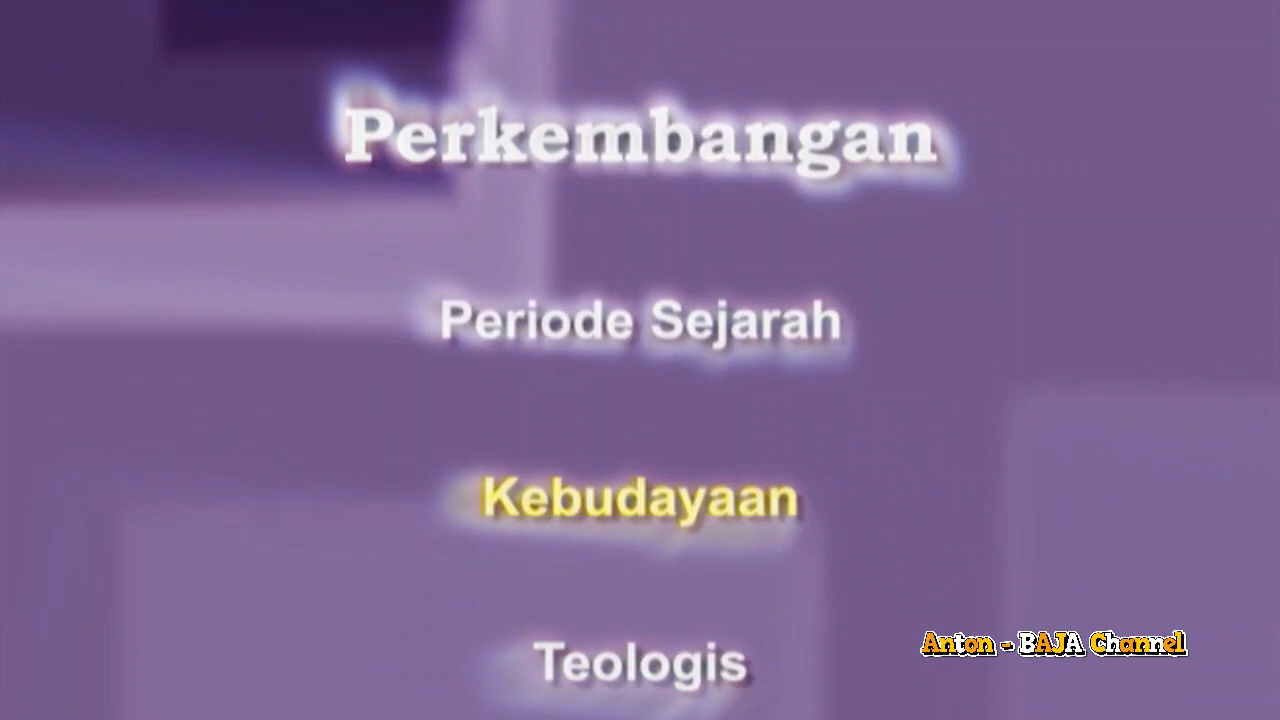 Perkembangan
Periode Sejarah
Kebudayaan
Teologis
Anton - BAJA Channel